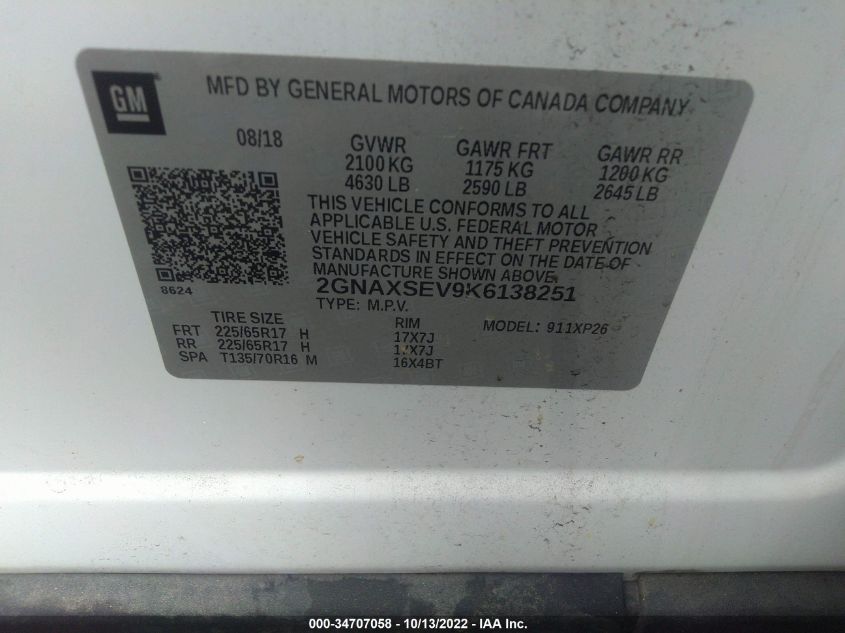 GM
MFD BY GENERAL MOTORS OF CANADA COMPANY
08/18
GVWR
2100 KG
4630 LB
GAWR FRT
1175 KG
2590 LB
GAWR RR
1200 KG
2645 LB
THIS VEHICLE CONFORMS TO ALL
APPLICABLE U.S. FEDERAL MOTOR
VEHICLE SAFETY AND THEFT PREVENTION
STANDARDS IN EFFECT ON THE DATE OF
MANUFACTURE SHOWN ABOVE.
8624
2GNAXSEV9K6138251
TYPE: M.P.V.
MODEL: 911XP26
TIRE SIZE RIM
FRT 225/65R17 H 17X7J
RR 225/65R17 H 17X7J
SPA T135/70R16 M 16X4BT
000-34707058 - 10/13/2022 - IAA Inc.